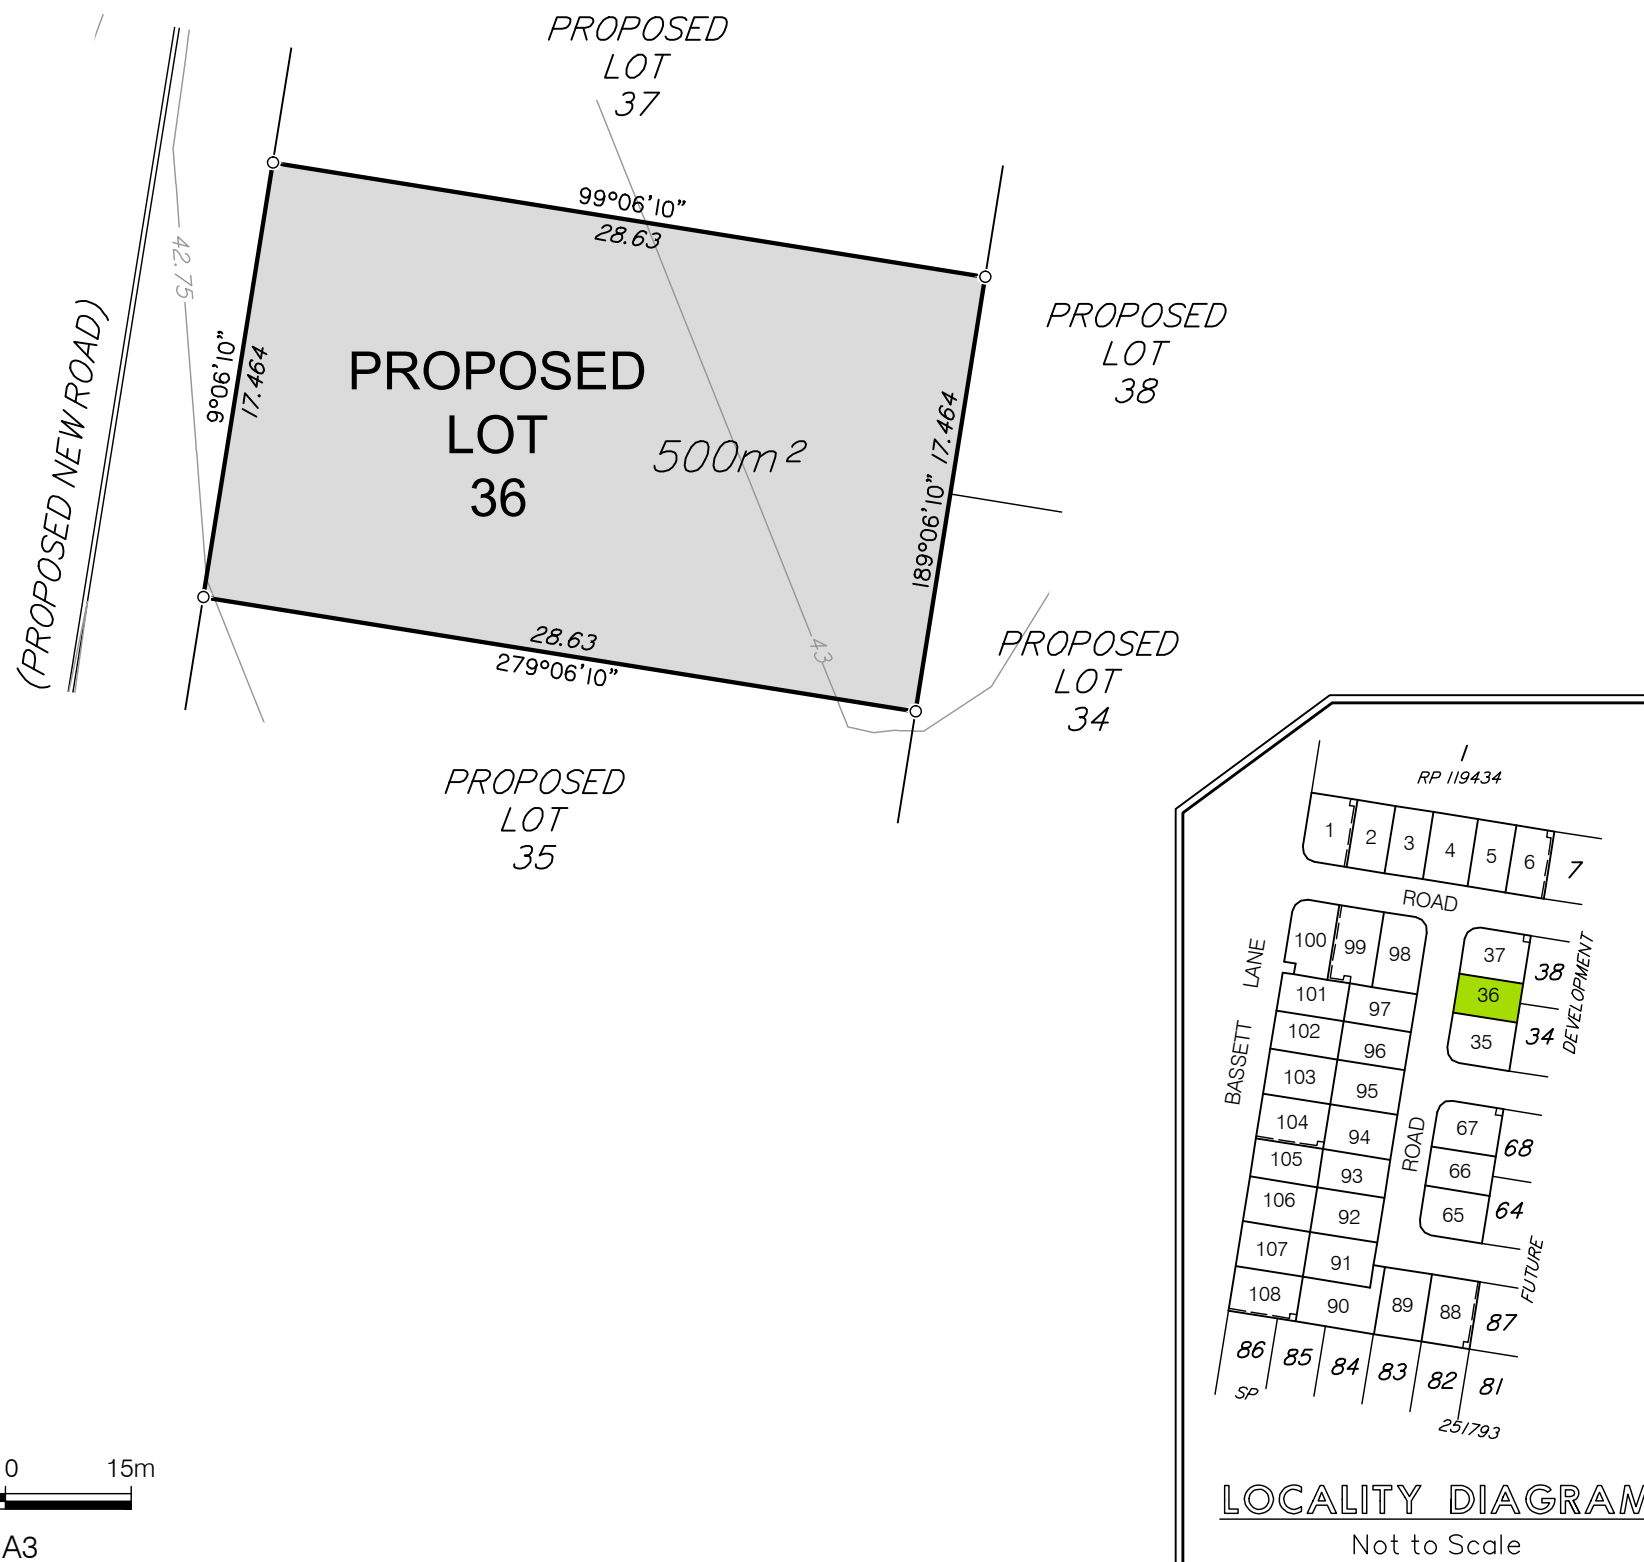 PROPOSED
LOT
37
99°06'10"
28.63
42.75
9°06'10"
17.464
(PROPOSED NEW ROAD)
PROPOSED
LOT
36
500m²
17.464
189°06'10"
PROPOSED
LOT
38
43
28.63
279°06'10"
PROPOSED
LOT
34
PROPOSED
LOT
35
1
RP 119434
1
2
3
4
5
6
7
ROAD
100
99
98
37
38
36
35
34
DEVELOPMENT
LANE
BASSETT
101
97
102
96
103
95
104
94
105
93
106
92
107
91
108
90
89
88
87
ROAD
67
68
66
65
64
FUTURE
86
85
84
83
82
81
SP
251793
LOCALITY DIAGRAM
Not to Scale
0
15m
A3